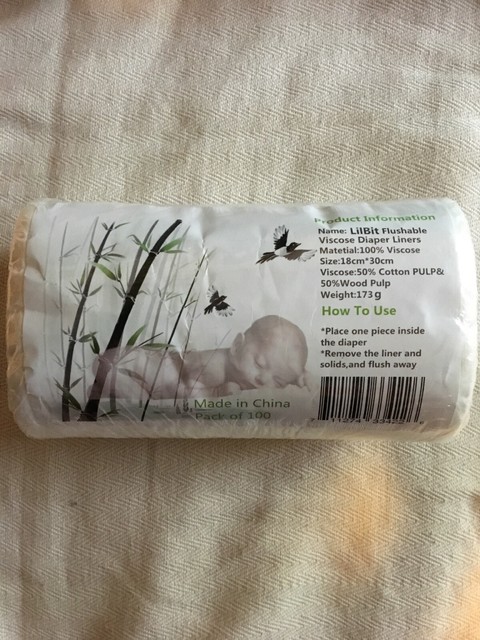 Product Information
Name: LilBit Flushable
Viscose Diaper Liners
Matetial:100% Viscose
Size:18cm*30cm
Viscose:50% Cotton PULP&
50%Wood Pulp
Weight:173g
How To Use
*Place one piece inside
the diaper
*Remove the liner and
solids,and flush away
Made in China
Pack of 100